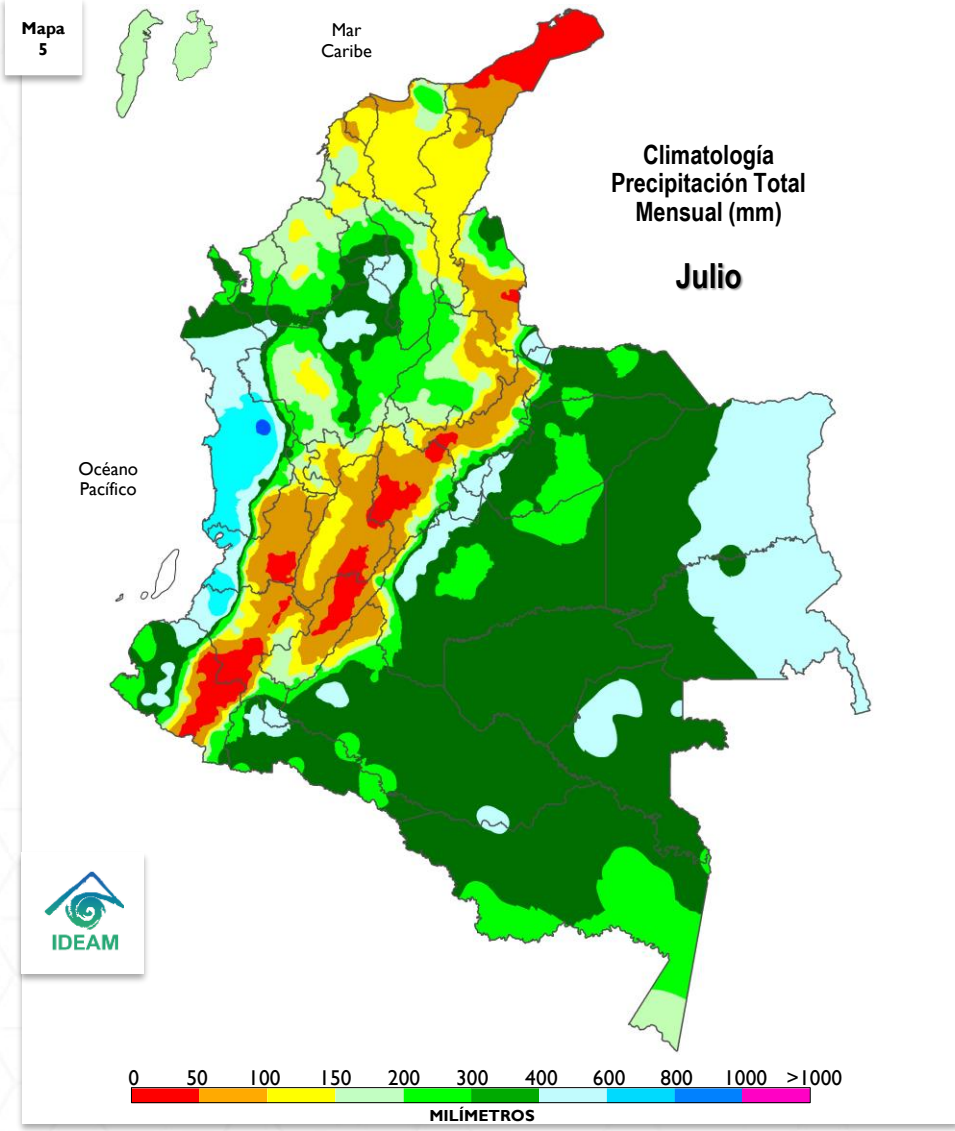 Mapa
5
Mar
Caribe
Climatología
Precipitación Total
Mensual (mm)
Julio
Océano
Pacífico
IDEAM
0 50 100 150 200 300 400 600 800 1000 >1000
MILÍMETROS